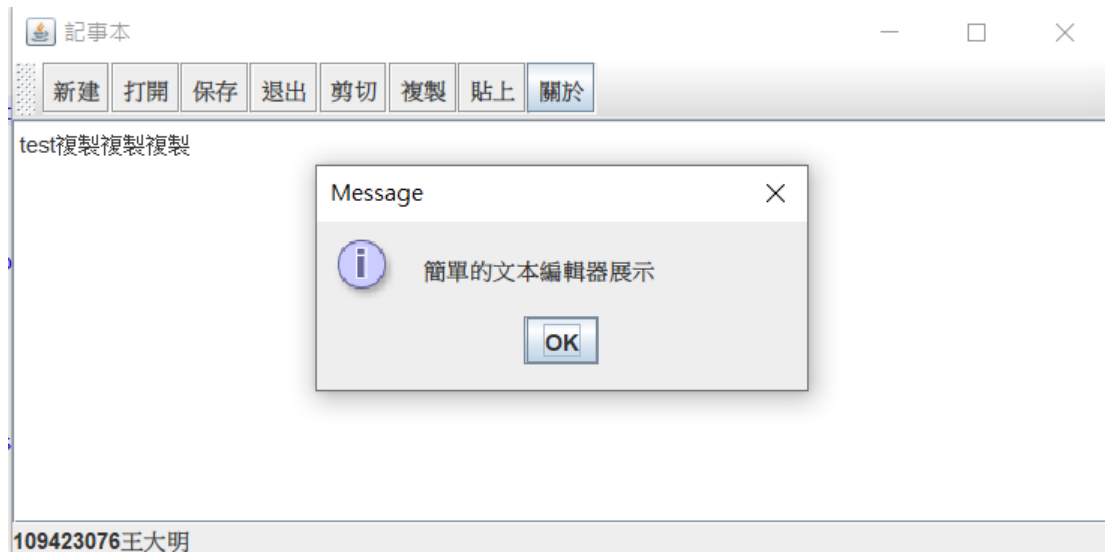 記事本
新建 打開 保存 退出 剪切 複製 貼上 關於
test複製複製複製
Message
簡單的文本編輯器展示
OK
109423076王大明